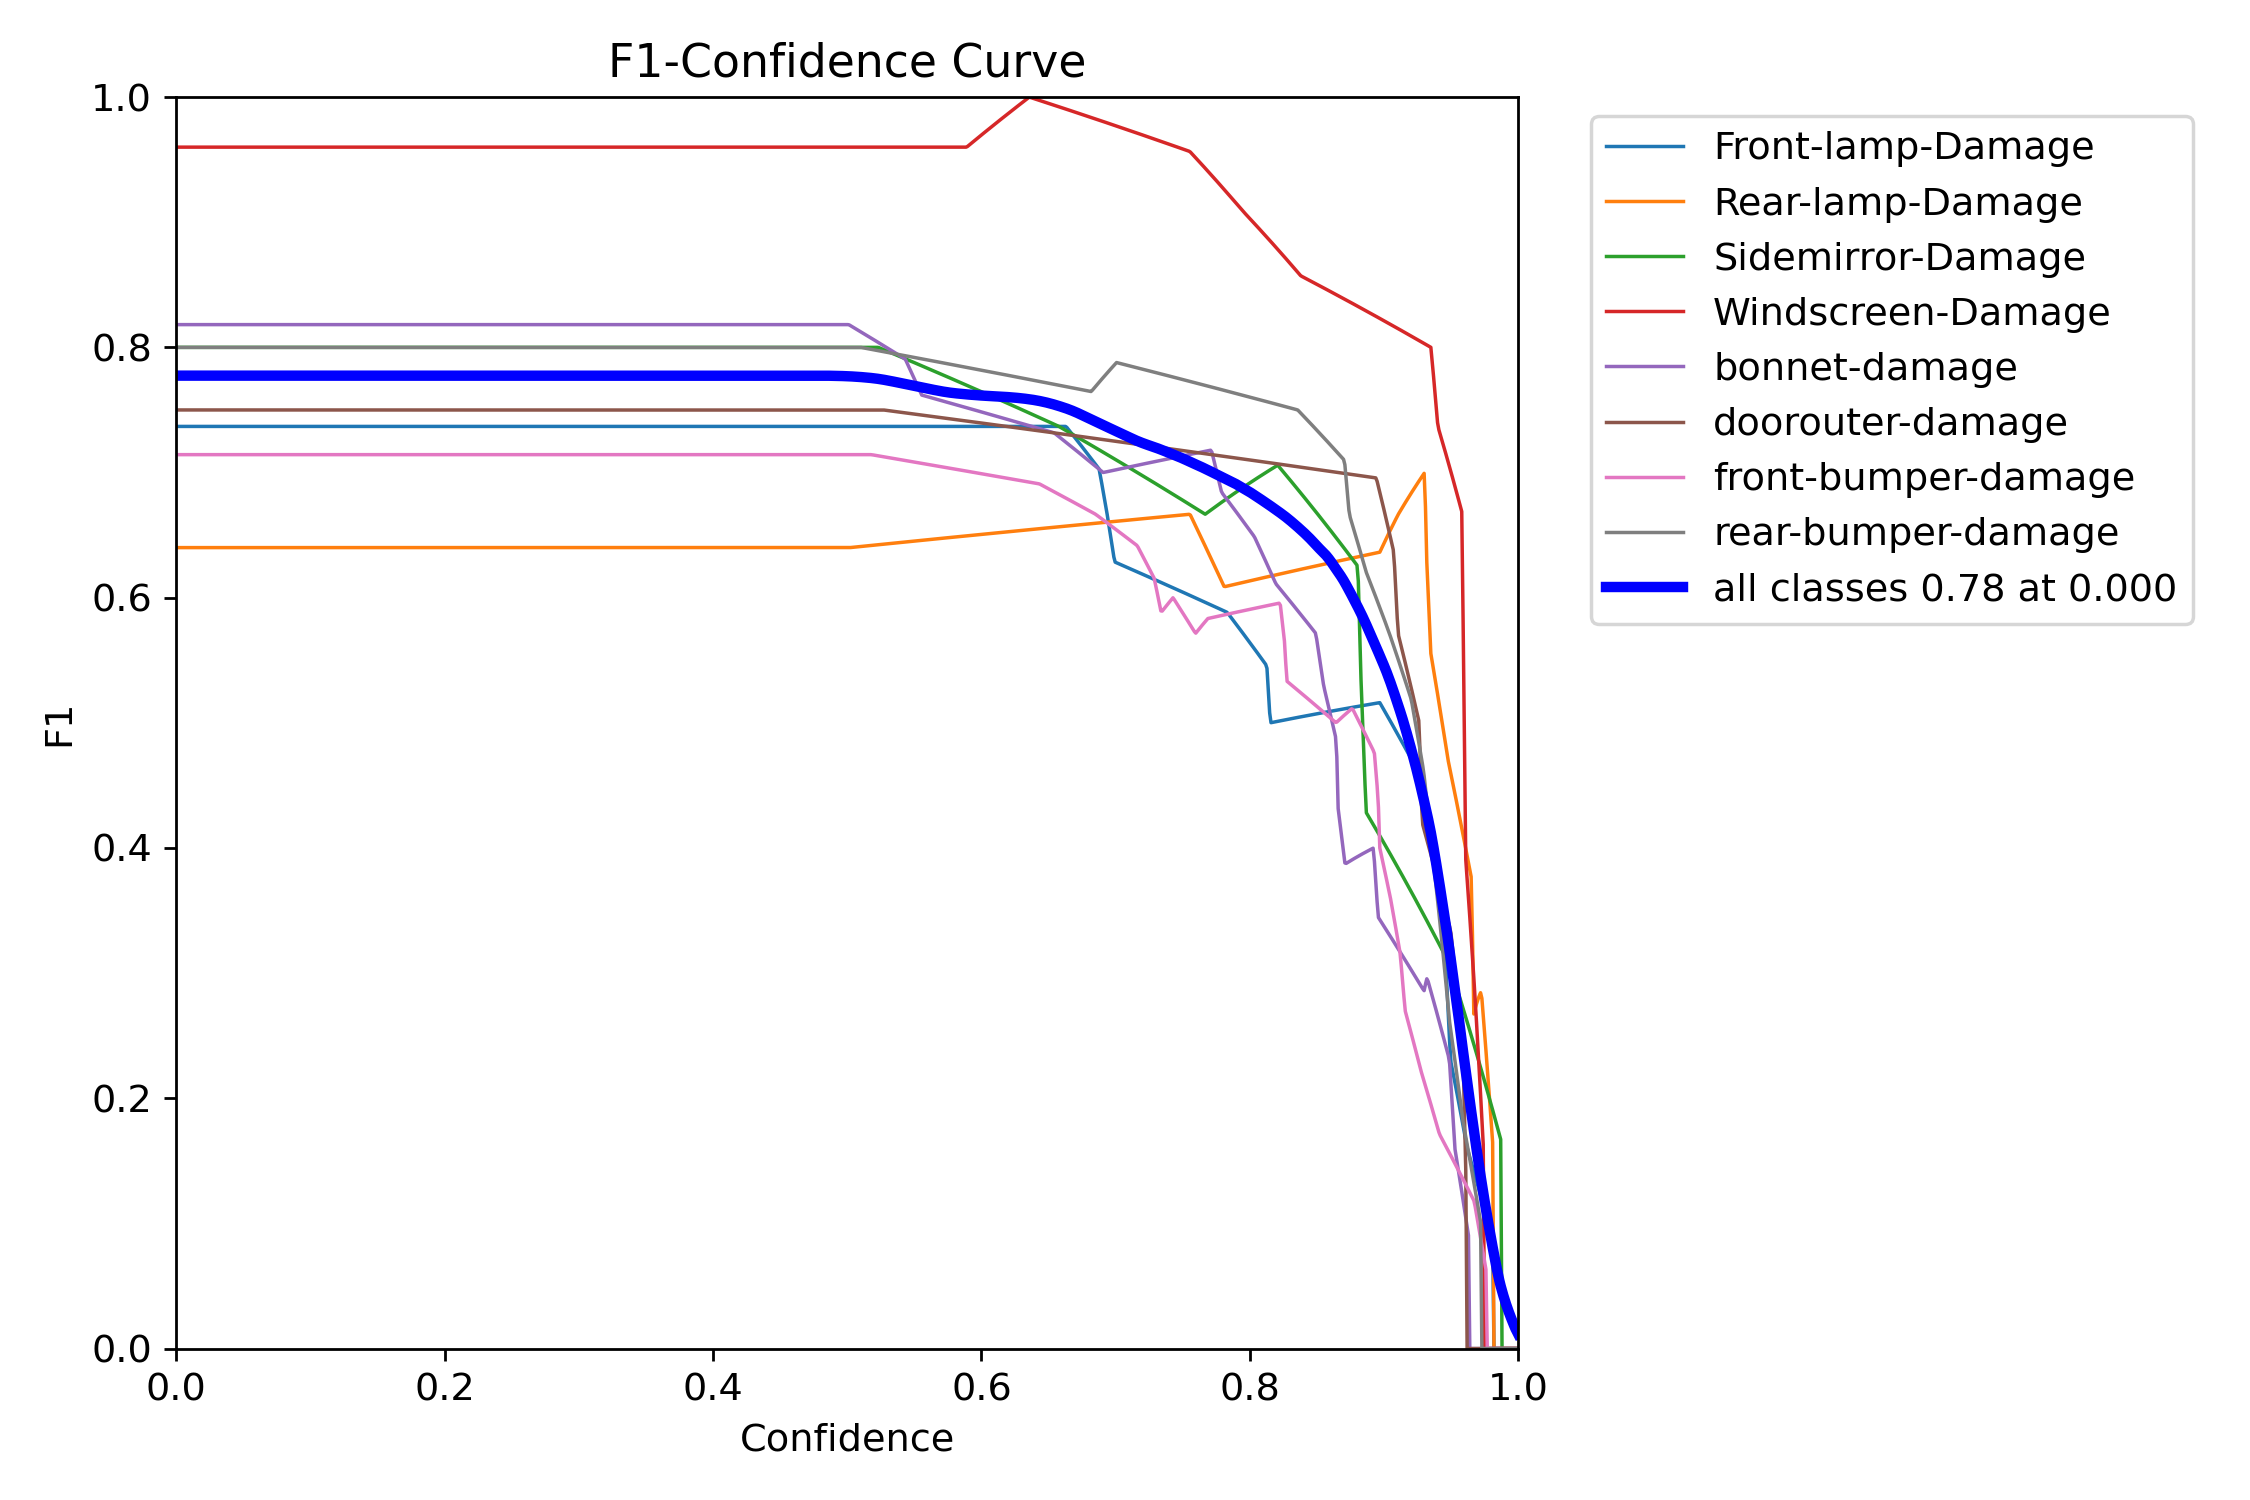 F1-Confidence Curve
1.0
0.8
0.6
0.4
0.2
0.0
F1
0.0 0.2 0.4 0.6 0.8 1.0
Confidence
Front-lamp-Damage
Rear-lamp-Damage
Sidemirror-Damage
Windscreen-Damage
bonnet-damage
doorouter-damage
front-bumper-damage
rear-bumper-damage
all classes 0.78 at 0.000